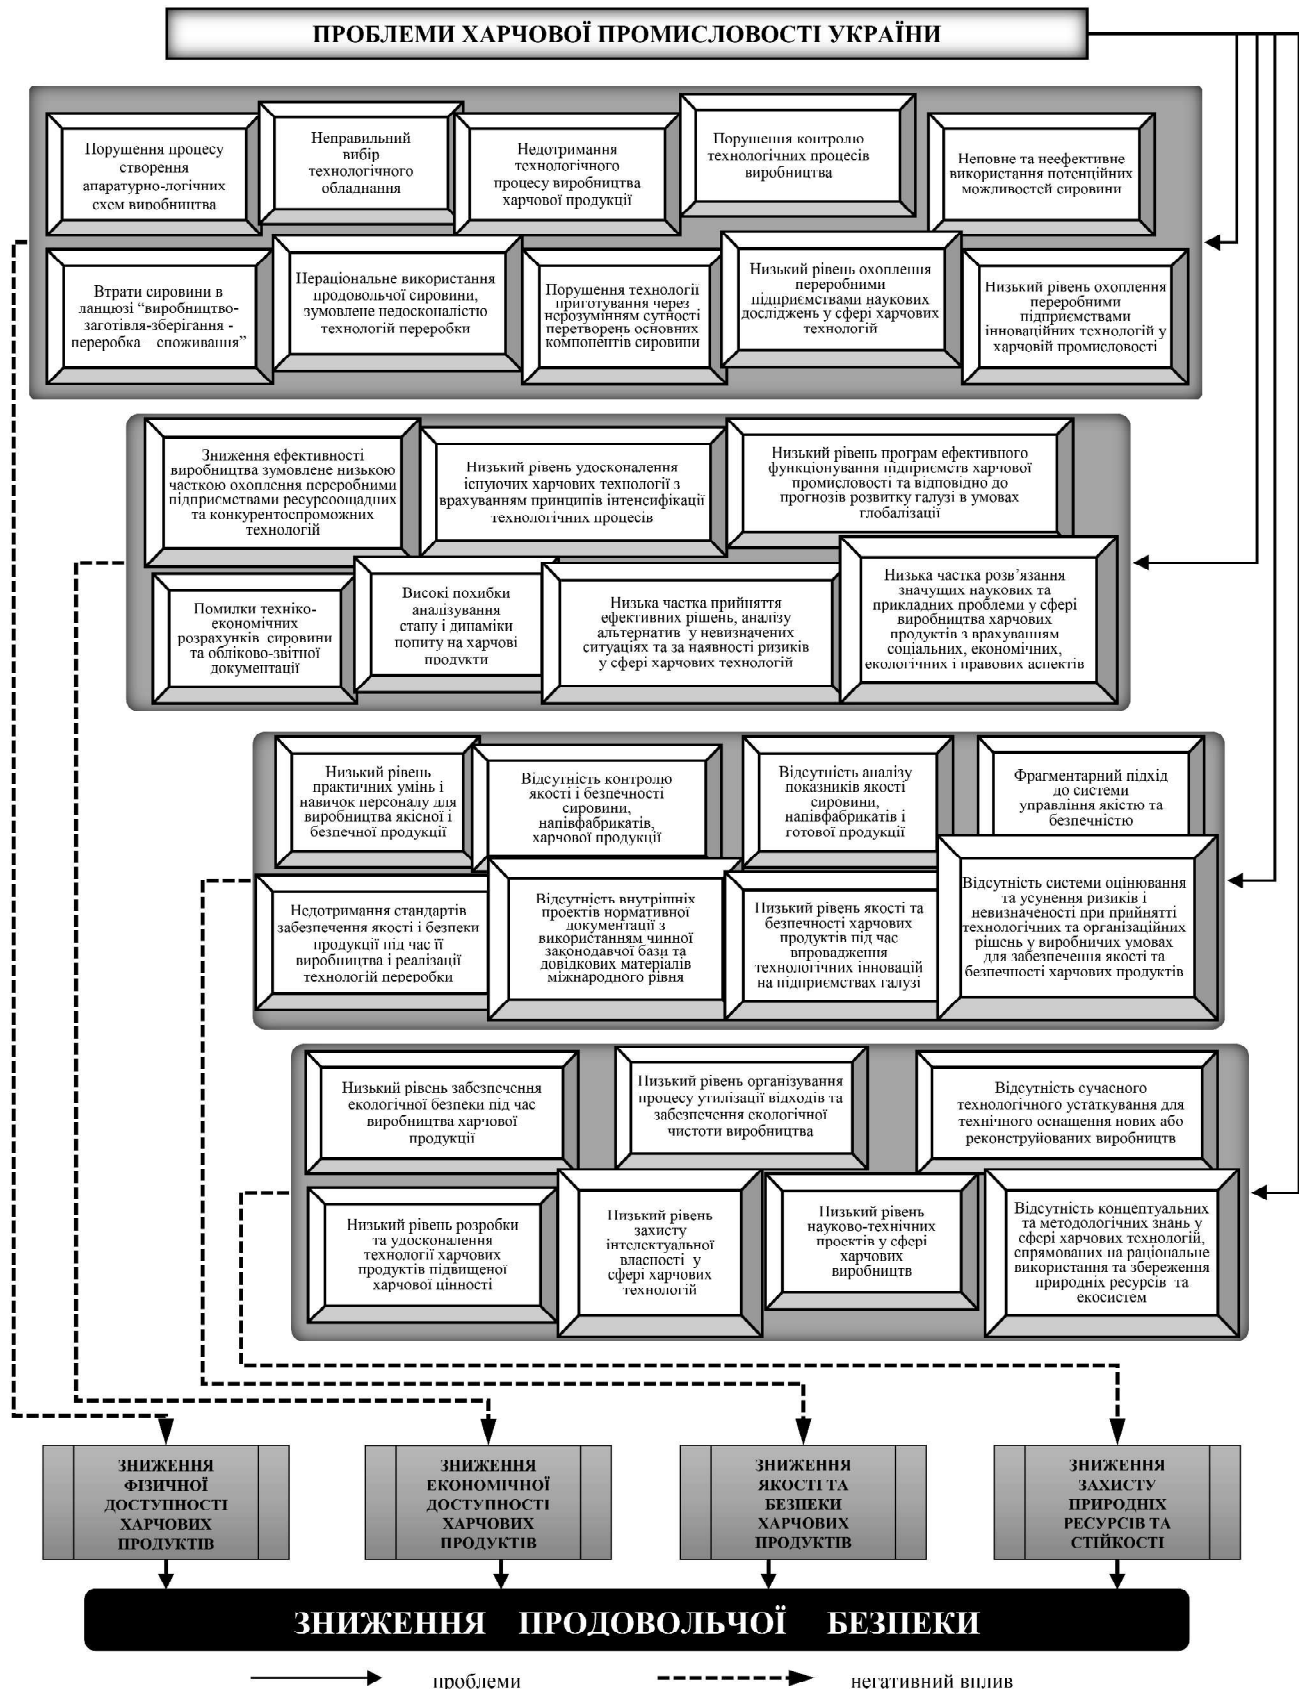 ПРОБЛЕМИ ХАРЧОВОЇ ПРОМИСЛОВОСТІ УКРАЇНИ
Порушення процесу
створення
апаратурно-логічних
схем виробництва
Неправильний
вибір
технологічного
обладнання
Недотримання
технологічного
процесу виробництва
харчової продукції
Порушення контролю
технологічних процесів
виробництва
Неповне та неефективне
використання потенційних
можливостей сировини
Втрати сировини в
ланцюзі “виробництво-
заготівля-зберігання -
переробка – споживання”
Нераціональне використання
продовольчої сировини,
зумовлене недосконалістю
технологій переробки
Порушення технології
приготування через
нерозумінням сутності
перетворень основних
компонентів сировини
Низький рівень охоплення
переробними
підприємствами наукових
досліджень у сфері харчових
технологій
Низький рівень охоплення
переробними
підприємствами
інноваційних технологій у
харчовій промисловості
Зниження ефективності
виробництва зумовлене низькою
часткою охоплення переробними
підприємствами ресурсоощадних
та конкурентоспроможних
технологій
Низький рівень удосконалення
існуючих харчових технології з
врахуванням принципів інтенсифікації
технологічних процесів
Низький рівень програм ефективного
функціонування підприємств харчової
промисловості та відповідно до
прогнозів розвитку галузі в умовах
глобалізації
Помилки техніко-
економічних
розрахунків сировини
та обліково-звітної
документації
Високі похибки
аналізування
стану і динаміки
попиту на харчові
продукти
Низька частка прийняття
ефективних рішень, аналізу
альтернатив у невизначених
ситуаціях та за наявності ризиків
у сфері харчових технологій
Низька частка розв’язання
значущих наукових та
прикладних проблеми у сфері
виробництва харчових
продуктів з врахуванням
соціальних, економічних,
екологічних і правових аспектів
Низький рівень
практичних умінь і
навичок персоналу для
виробництва якісної і
безпечної продукції
Відсутність контролю
якості і безпечності
сировини,
напівфабрикатів,
харчової продукції
Відсутність аналізу
показників якості
сировини,
напівфабрикатів і
готової продукції
Фрагментарний підхід
до системи
управління якістю та
безпечністю
Недотримання стандартів
забезпечення якості і безпеки
продукції під час її
виробництва і реалізації
технологій переробки
Відсутність внутрішніх
проектів нормативної
документації з
використанням чинної
законодавчої бази та
довідкових матеріалів
міжнародного рівня
Низький рівень якості та
безпечності харчових
продуктів під час
впровадження
технологічних інновацій
на підприємствах галузі
Відсутність системи оцінювання
та усунення ризиків і
невизначеності при прийнятті
технологічних та організаційних
рішень у виробничих умовах
для забезпечення якості та
безпечності харчових продуктів
Низький рівень забезпечення
екологічної безпеки під час
виробництва харчової
продукції
Низький рівень організування
процесу утилізації відходів та
забезпечення екологічної
чистоти виробництва
Відсутність сучасного
технологічного устаткування для
технічного оснащення нових або
реконструйованих виробництв
Низький рівень розробки
та удосконалення
технології харчових
продуктів підвищеної
харчової цінності
Низький рівень
захисту
інтелектуальної
власності у
сфері харчових
технологій
Низький рівень
науково-технічних
проектів у сфері
харчових
виробництв
Відсутність концептуальних
та методологічних знань у
сфері харчових технологій,
спрямованих на раціональне
використання та збереження
природніх ресурсів та
екосистем
ЗНИЖЕННЯ
ФІЗИЧНОЇ
ДОСТУПНОСТІ
ХАРЧОВИХ
ПРОДУКТІВ
ЗНИЖЕННЯ
ЕКОНОМІЧНОЇ
ДОСТУПНОСТІ
ХАРЧОВИХ
ПРОДУКТІВ
ЗНИЖЕННЯ
ЯКОСТІ ТА
БЕЗПЕКИ
ХАРЧОВИХ
ПРОДУКТІВ
ЗНИЖЕННЯ
ЗАХИСТУ
ПРИРОДНІХ
РЕСУРСІВ ТА
СТІЙКОСТІ
ЗНИЖЕННЯ ПРОДОВОЛЬЧОЇ БЕЗПЕКИ
проблеми
негативний вплив